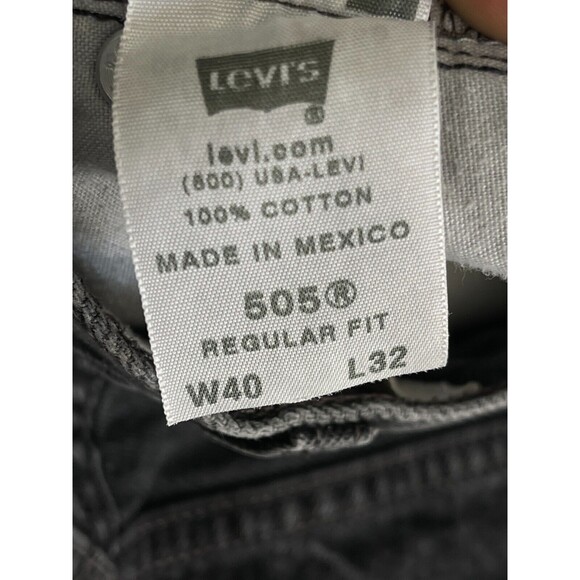 Levi's
®
levi.com
(800) USA-LEVI
100% COTTON
MADE IN MEXICO
505®
REGULAR FIT
W40 L32